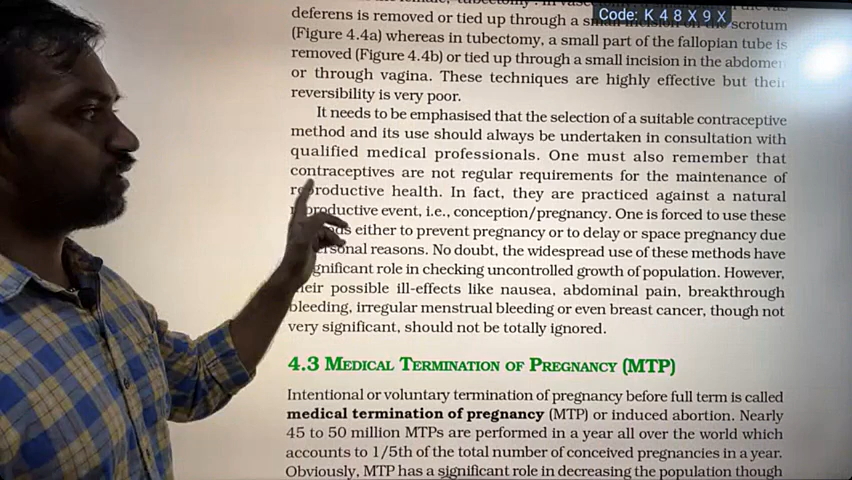 Code: K 4 8 X 9 X
deferens is removed or tied up through a small incision on the scrotum
(Figure 4.4a) whereas in tubectomy, a small part of the fallopian tube is
removed (Figure 4.4b) or tied up through a small incision in the abdomen
or through vagina. These techniques are highly effective but their
reversibility is very poor.
It needs to be emphasised that the selection of a suitable contraceptive
method and its use should always be undertaken in consultation with
qualified medical professionals. One must also remember that
contraceptives are not regular requirements for the maintenance of
reproductive health. In fact, they are practiced against a natural
reproductive event, i.e., conception/pregnancy. One is forced to use these
either to prevent pregnancy or to delay or space pregnancy due
personal reasons. No doubt, the widespread use of these methods have
significant role in checking uncontrolled growth of population. However,
their possible ill-effects like nausea, abdominal pain, breakthrough
bleeding, irregular menstrual bleeding or even breast cancer, though not
very significant, should not be totally ignored.
4.3 MEDICAL TERMINATION OF PREGNANCY (MTP)
Intentional or voluntary termination of pregnancy before full term is called
medical termination of pregnancy (MTP) or induced abortion. Nearly
45 to 50 million MTPs are performed in a year all over the world which
accounts to 1/5th of the total number of conceived pregnancies in a year.
Obviously, MTP has a significant role in decreasing the population though